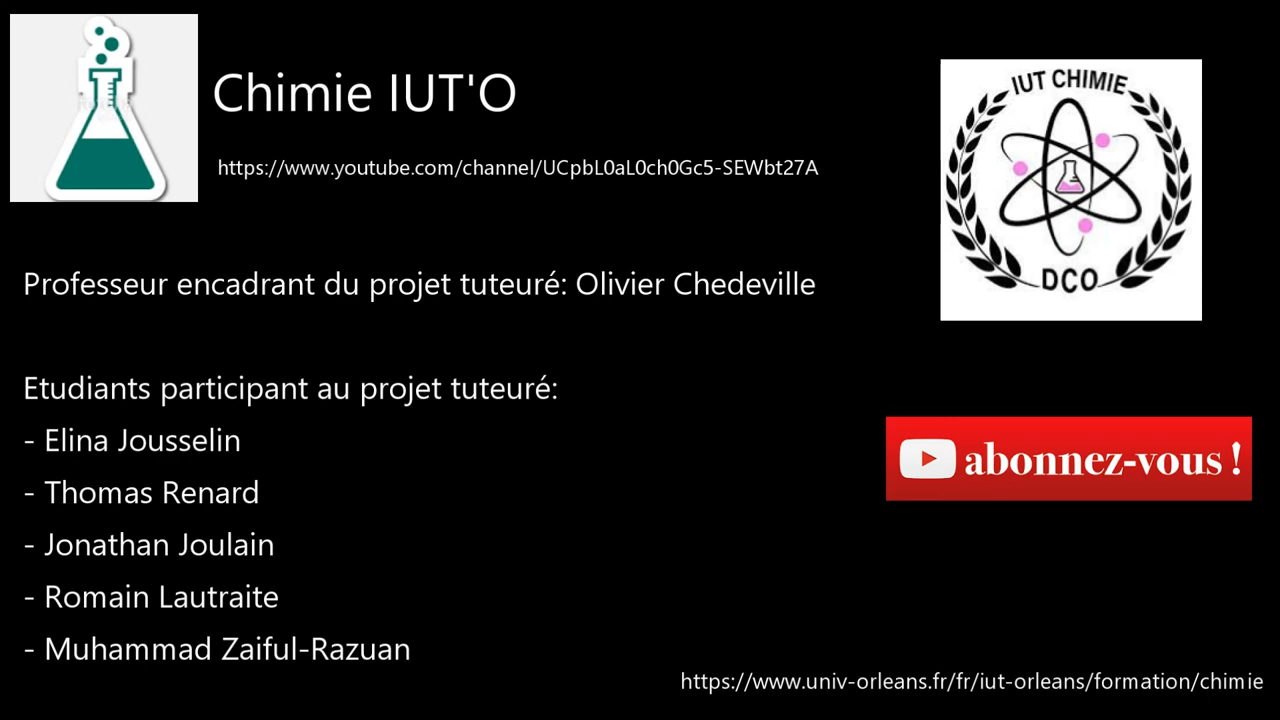 Chimie IUT'O
https://www.youtube.com/channel/UCpbL0aL0ch0Gc5-SEWbt27A
IUT CHIMIE
DCO
Professeur encadrant du projet tuteuré: Olivier Chedeville
Etudiants participant au projet tuteuré:
- Elina Jousselin
- Thomas Renard
- Jonathan Joulain
- Romain Lautraite
- Muhammad Zaiful-Razuan
abonnez-vous !
https://www.univ-orleans.fr/fr/iut-orleans/formation/chimie